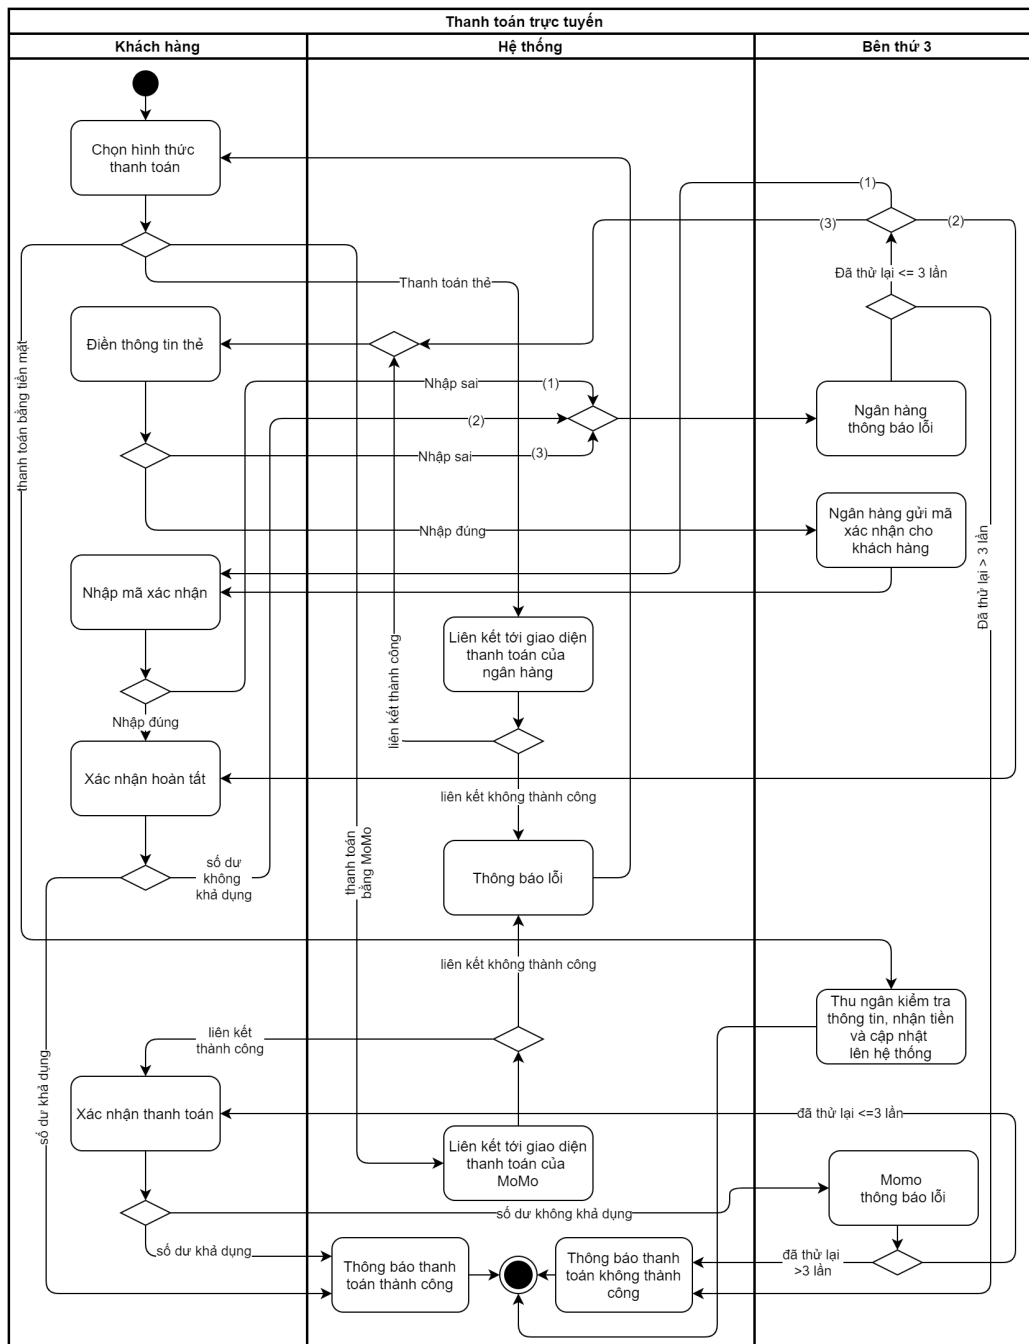 Thanh toán trực tuyến
Khách hàng
Hệ thống
Bên thứ 3
Chọn hình thức
thanh toán
(1)
(3)
(2)
Đã thử lại <= 3 lần
Thanh toán thẻ
Điền thông tin thẻ
thanh toán bằng tiền mặt
Nhập sai
(1)
(2)
Nhập sai
(3)
Ngân hàng
thông báo lỗi
Nhập đúng
Ngân hàng gửi mã
xác nhận cho
khách hàng
Đã thử lại > 3 lần
Nhập mã xác nhận
Liên kết tới giao diện
thanh toán của
ngân hàng
liên kết thành công
Nhập đúng
Xác nhận hoàn tất
liên kết không thành công
số dư
không
khả dụng
thanh toán
bằng MoMo
Thông báo lỗi
liên kết không thành công
Thu ngân kiểm tra
thông tin, nhận tiền
và cập nhật
lên hệ thống
liên kết
thành công
số dư khả dụng
Xác nhận thanh toán
đã thử lại <=3 lần
Liên kết tới giao diện
thanh toán của
MoMo
Momo
thông báo lỗi
số dư không khả dụng
số dư khả dụng
Thông báo thanh
toán thành công
Thông báo thanh
toán không thành
công
đã thử lại
>3 lần